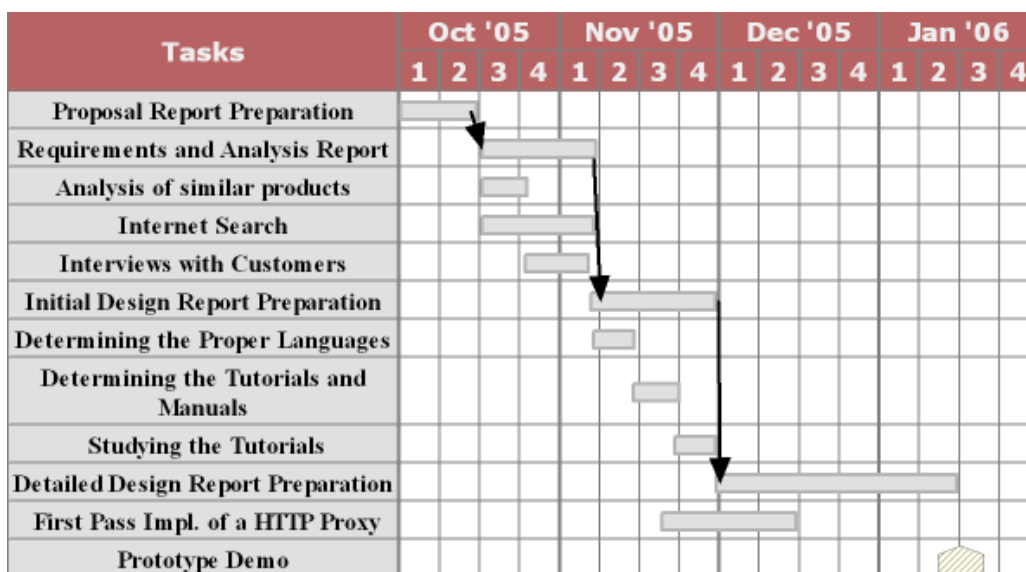 Tasks
Oct '05 Nov '05 Dec '05 Jan '06
1 2 3 4 1 2 3 4 1 2 3 4 1 2 3 4
Proposal Report Preparation
Requirements and Analysis Report
Analysis of similar products
Internet Search
Interviews with Customers
Initial Design Report Preparation
Determining the Proper Languages
Determining the Tutorials and
Manuals
Studying the Tutorials
Detailed Design Report Preparation
First Pass Impl. of a HTTP Proxy
Prototype Demo